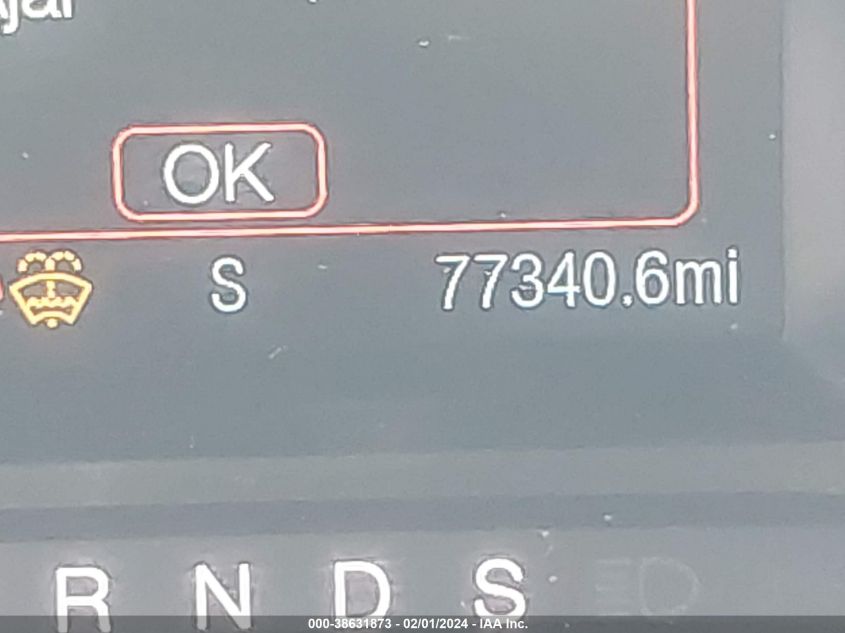 OK
S 77340.6mi
R N D S
000-38631873 - 02/01/2024 - IAA Inc.